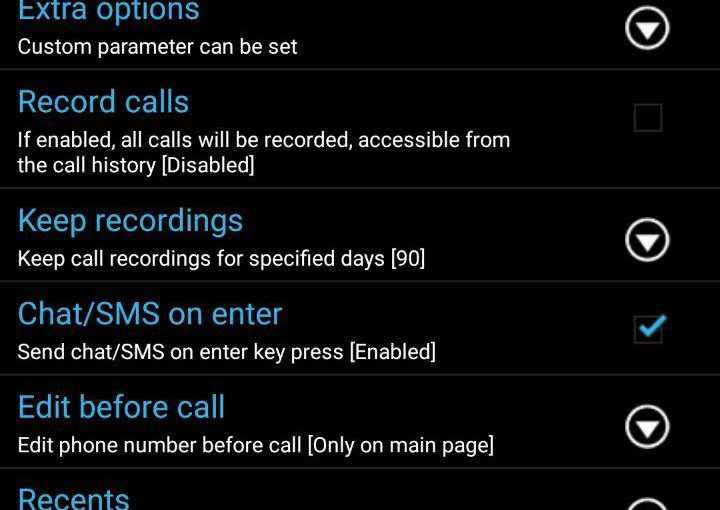 Extra options
Custom parameter can be set
Record calls
If enabled, all calls will be recorded, accessible from
the call history [Disabled]
Keep recordings
Keep call recordings for specified days [90]
Chat/SMS on enter
Send chat/SMS on enter key press [Enabled]
Edit before call
Edit phone number before call [Only on main page]
Recents